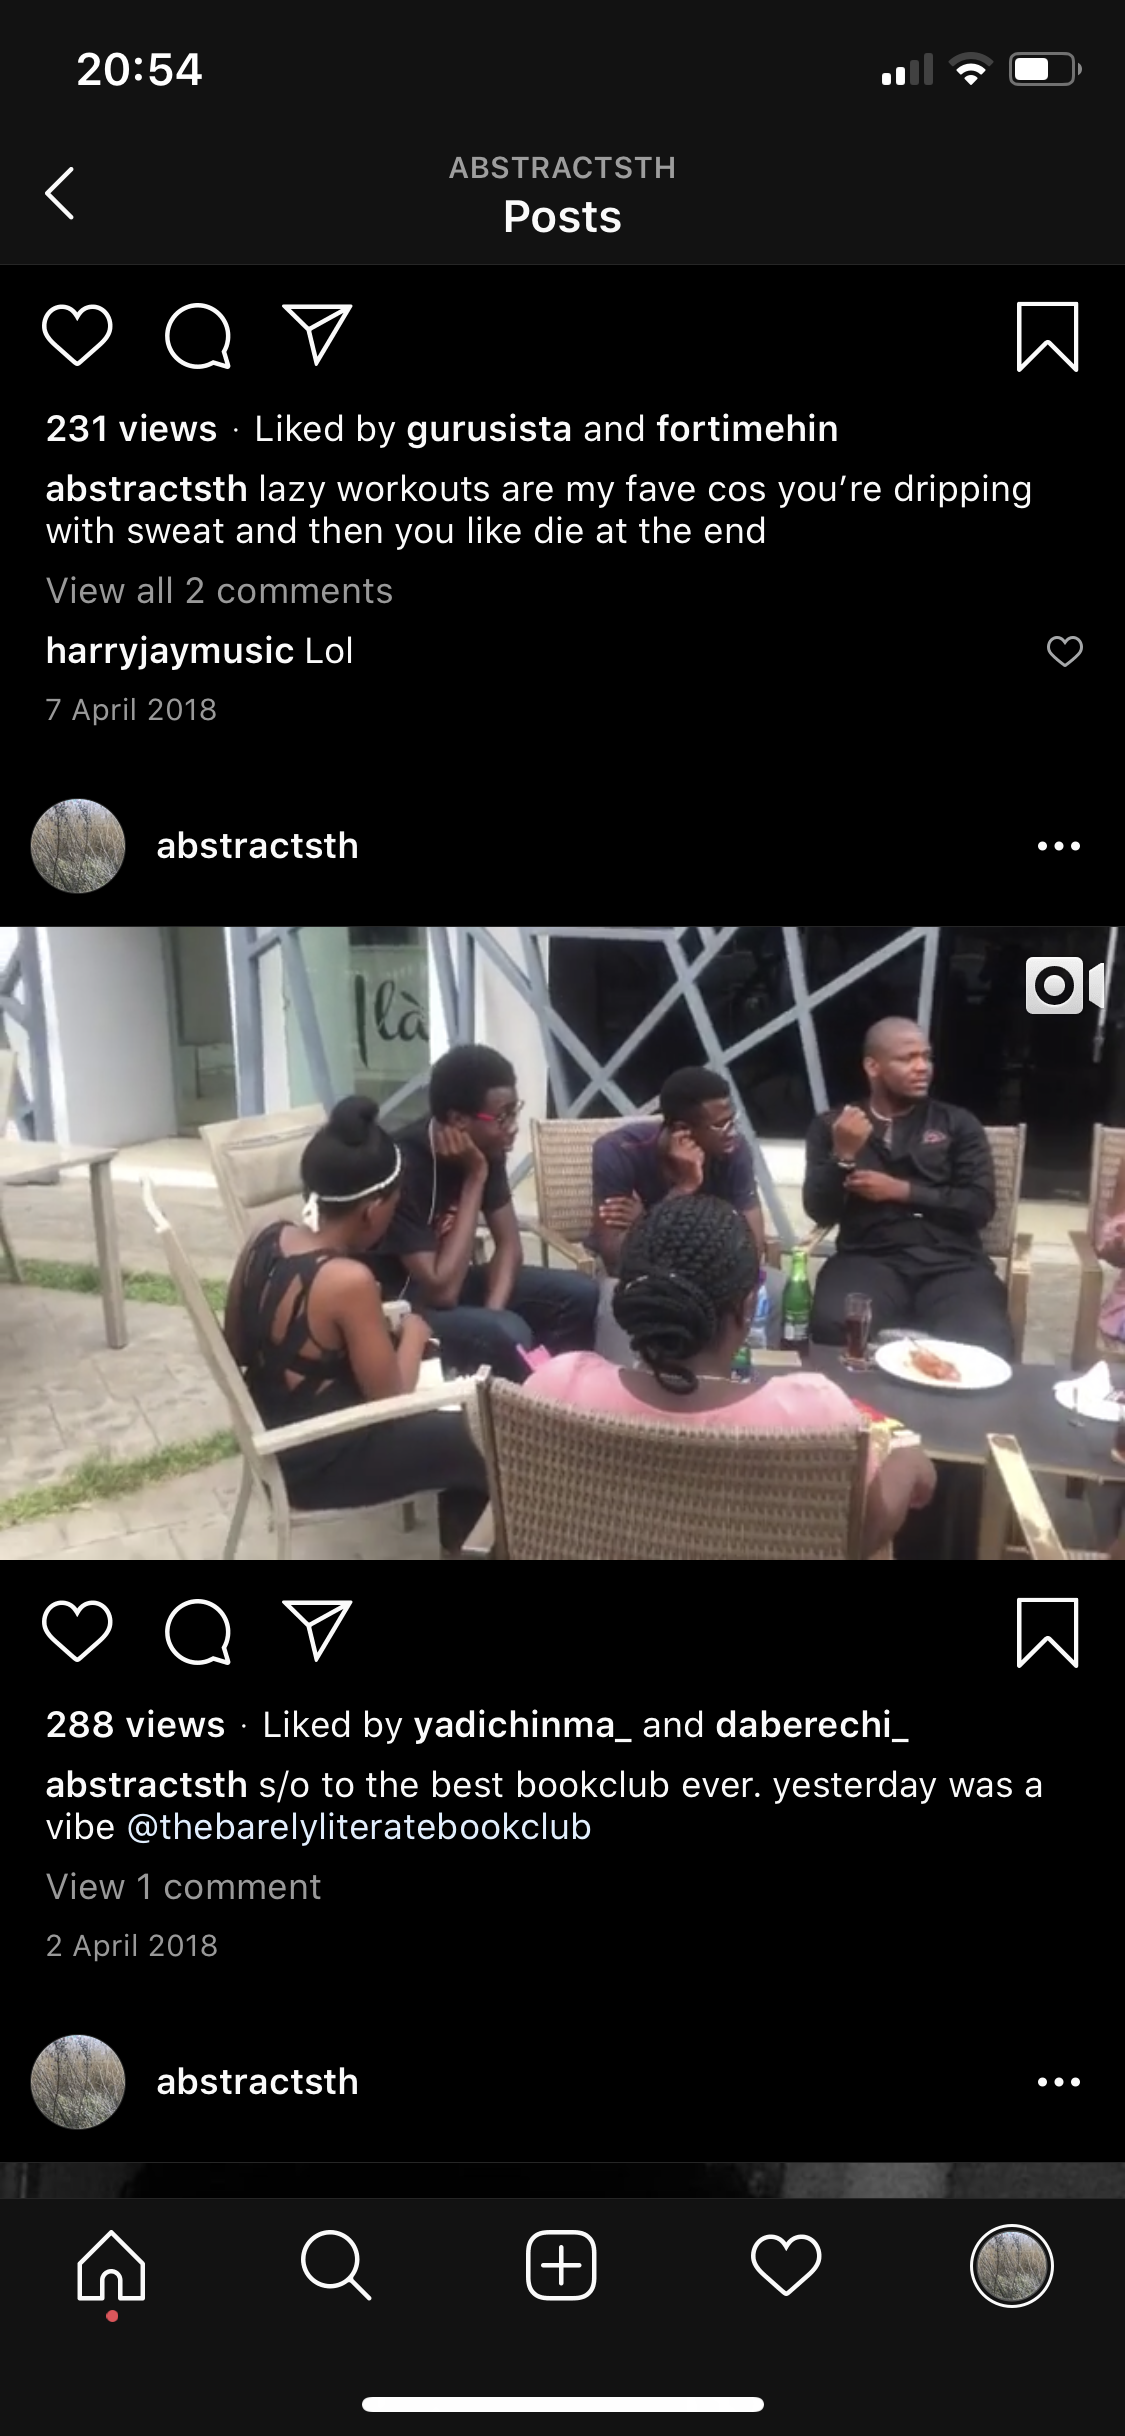 20:54
ABSTRACTSTH
Posts
231 views · Liked by gurusista and fortimehin
abstractsth lazy workouts are my fave cos you’re dripping
with sweat and then you like die at the end
View all 2 comments
harryjaymusic Lol
7 April 2018
abstractsth
là
288 views · Liked by yadichinma_ and daberechi_
abstractsth s/o to the best bookclub ever. yesterday was a
vibe @thebarelyliteratebookclub
View 1 comment
2 April 2018
abstractsth